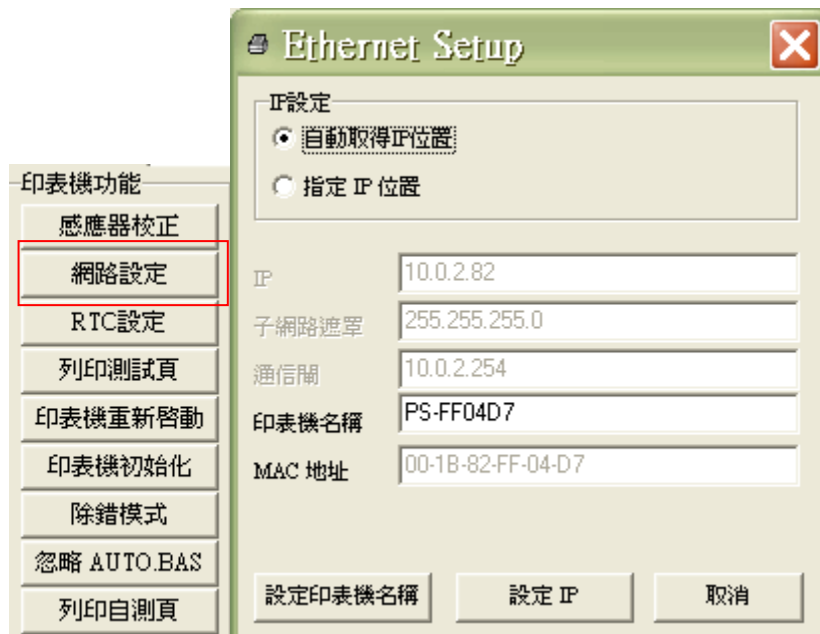 印表機功能
感應器校正
網路設定
RTC設定
列印測試頁
印表機重新啓動
印表機初始化
除錯模式
忽略 AUTO.BAS
列印自測頁
Ethernet Setup
IP設定
自動取得IP位置
指定 IP 位置
IP 10.0.2.82
子網路遮罩 255.255.255.0
通信閘 10.0.2.254
印表機名稱 PS-FF04D7
MAC 地址 00-1B-82-FF-04-D7
設定印表機名稱 設定 IP 取消